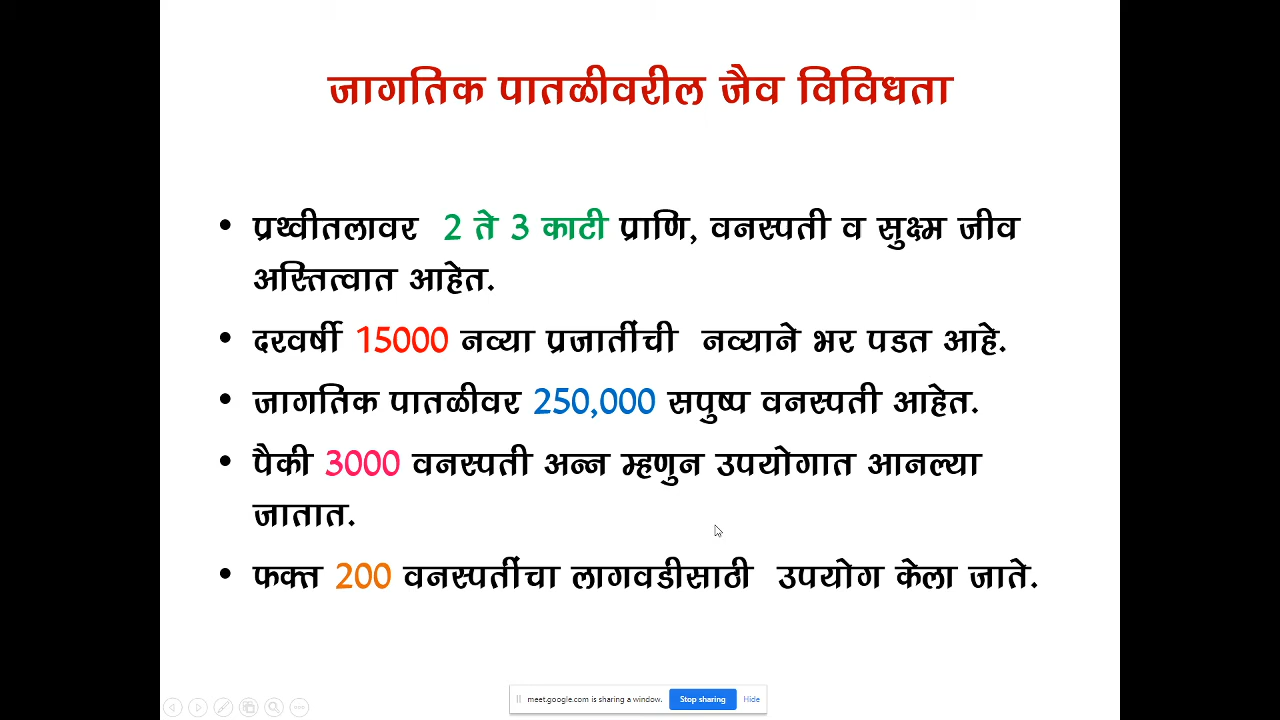 जागतिक पातळीवरील जैव विविधता
• प्रथ्वीतलावर 2 ते 3 काटी प्राणि, वनस्पती व सुक्ष्म जीव
अस्तित्वात आहेत.
• दरवर्षी 15000 नव्या प्रजातींची नव्याने भर पडत आहे.
• जागतिक पातळीवर 250,000 सपुष्प वनस्पती आहेत.
• पैकी 3000 वनस्पती अन्न म्हणुन उपयोगात आनल्या
जातात.
• फक्त 200 वनस्पतींचा लागवडीसाठी उपयोग केला जाते.
meet.google.com is sharing a window. Stop sharing Hide